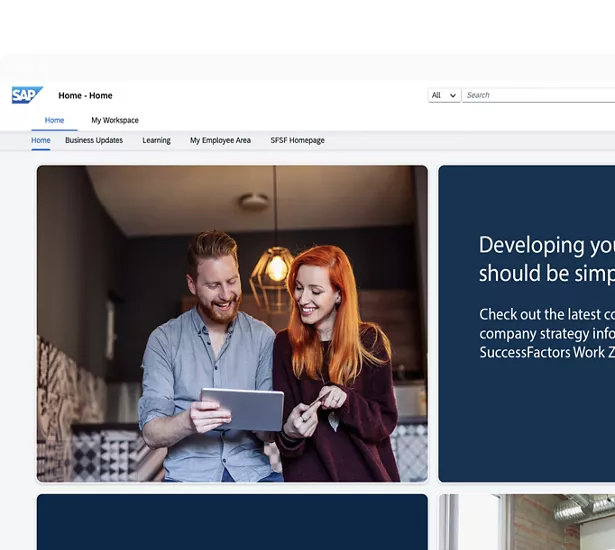 SAP
Home - Home
All
Search
Home
My Workspace
Home
Business Updates
Learning
My Employee Area
SFSF Homepage
Developing you
should be simp
Check out the latest co
company strategy info
SuccessFactors Work Z